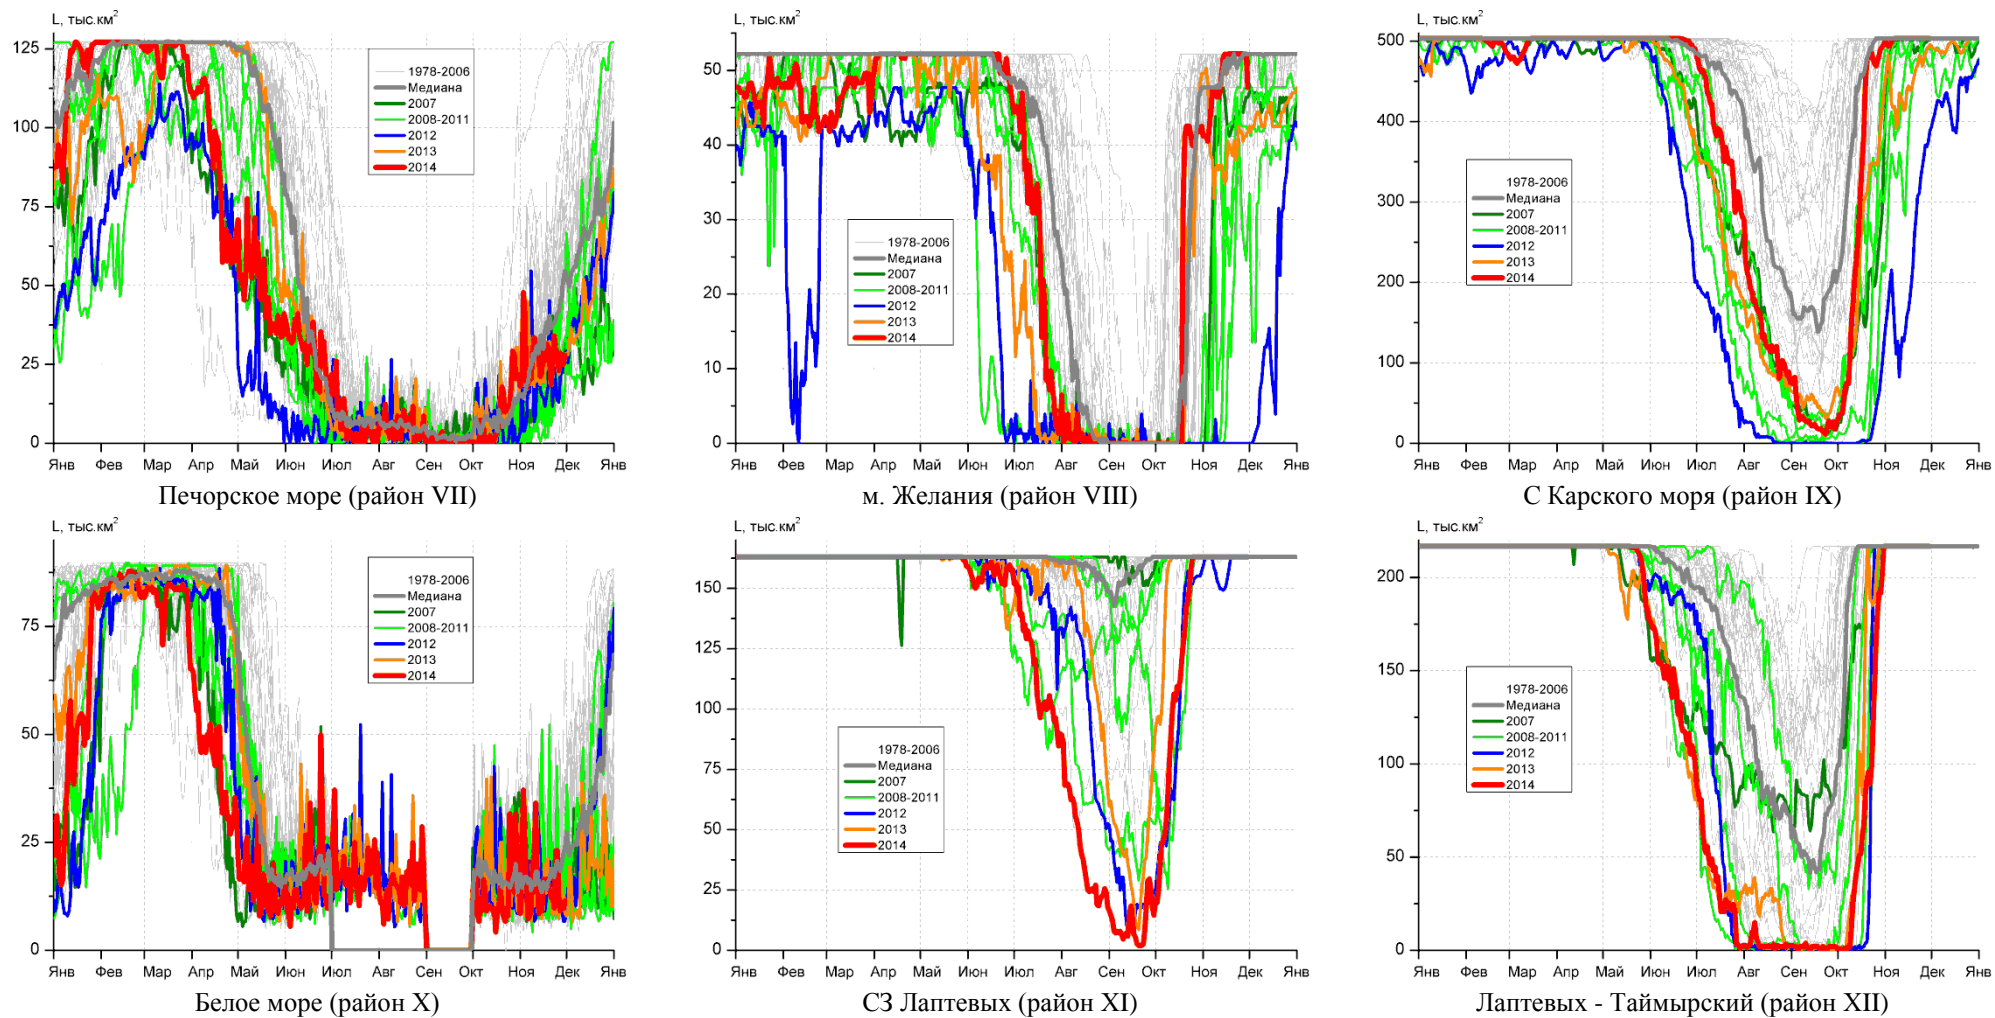 L, тыс.км²
125
100
75
50
25
0
1978-2006
Медиана
2007
2008-2011
2012
2013
2014
Янв Фев Мар Апр Май Июн Июл Авг Сен Окт Ноя Дек Янв
Печорское море (район VII)
L, тыс.км²
50
40
30
20
10
0
1978-2006
Медиана
2007
2008-2011
2012
2013
2014
Янв Фев Мар Апр Май Июн Июл Авг Сен Окт Ноя Дек Янв
м. Желания (район VIII)
L, тыс.км²
500
400
300
200
100
0
1978-2006
Медиана
2007
2008-2011
2012
2013
2014
Янв Фев Мар Апр Май Июн Июл Авг Сен Окт Ноя Дек Янв
С Карского моря (район IX)
L, тыс.км²
75
50
25
0
1978-2006
Медиана
2007
2008-2011
2012
2013
2014
Янв Фев Мар Апр Май Июн Июл Авг Сен Окт Ноя Дек Янв
Белое море (район X)
L, тыс.км²
150
125
100
75
50
25
0
1978-2006
Медиана
2007
2008-2011
2012
2013
2014
Янв Фев Мар Апр Май Июн Июл Авг Сен Окт Ноя Дек Янв
СЗ Лаптевых (район XI)
L, тыс.км²
200
150
100
50
0
1978-2006
Медиана
2007
2008-2011
2012
2013
2014
Янв Фев Мар Апр Май Июн Июл Авг Сен Окт Ноя Дек Янв
Лаптевых - Таймырский (район XII)